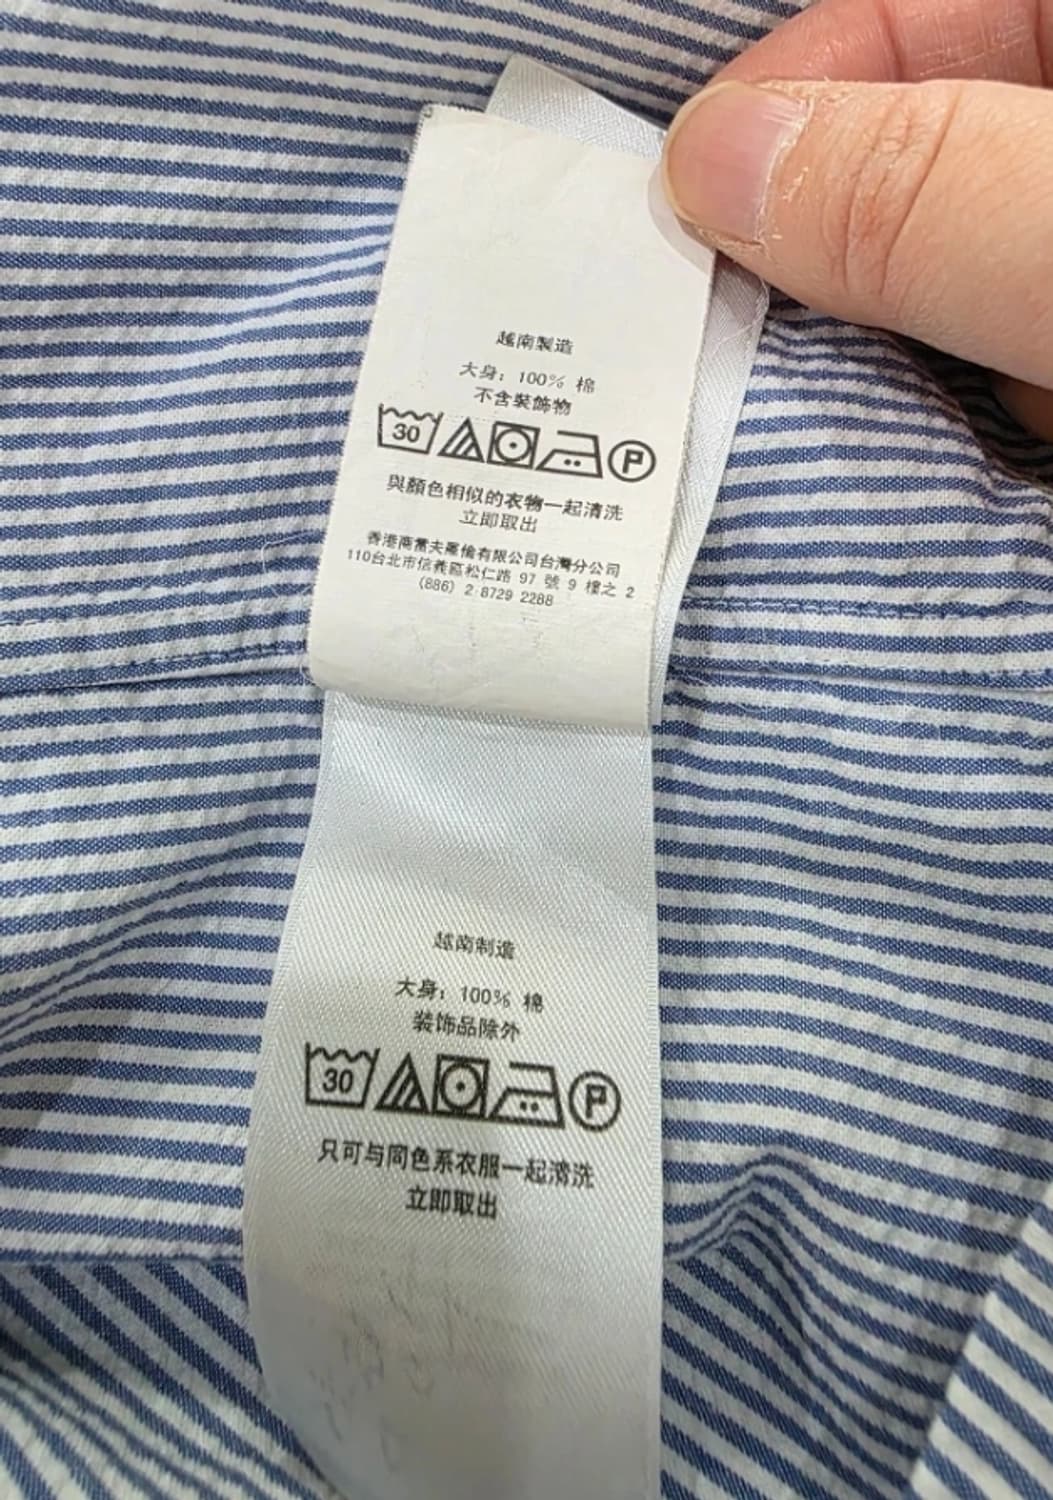 越南製造
大身：100% 棉
不含裝飾物
30 P
與顏色相似的衣物一起清洗
立即取出
香港商雷夫羅倫有限公司台灣分公司
110台北市信義區松仁路 97 號 9 樓之 2
(886) 2 8729 2288
越南制造
大身：100% 棉
装饰品除外
30 P
只可与同色系衣服一起清洗
立即取出